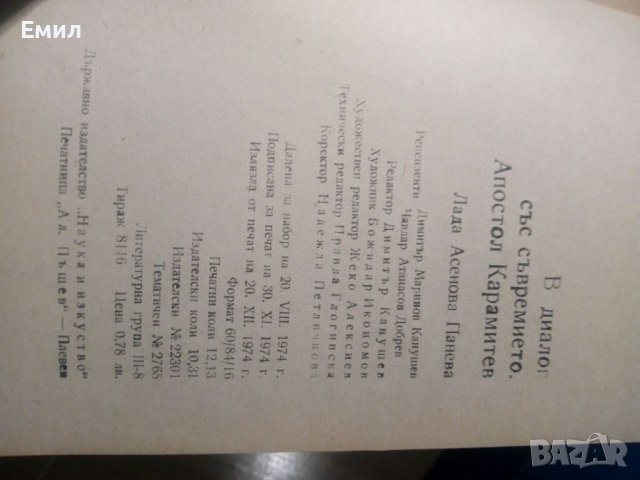 Емил
В диалог
със съвремието.
Апостол Карамитев
Лада Асенова Панева
Рецензенти Димитър Маринов Канушев
Чавдар Атанасов Добрев
Редактор Димитър Канушев
Художник Божидар Икономов
Художествен редактор Жеко Алексиев
Технически редактор Правда Глогинска
Коректор Надежда Петличкова
Дадена за набор на 20. VIII. 1974 г.
Подписана за печат на 30. XI. 1974 г.
Излязла от печат на 20. XII. 1974 г.
Формат 60/84/16
Печатни коли 12,13
Издателски коли 10,31
Издателски № 22301
Тематичен № 2765
Литературна група III-8
Тираж 8116 Цена 0,78 лв.
Държавно издателство „Наука и изкуство“
Печатница „Ал. Пъшев“ — Плевен
BAZAR